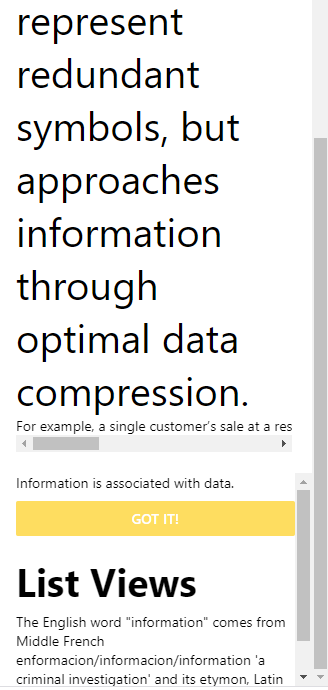 represent
redundant
symbols, but
approaches
information
through
optimal data
compression.
For example, a single customer's sale at a res
Information is associated with data.
GOT IT!
List Views
The English word "information" comes from
Middle French
enformacion/informacion/information 'a
criminal investigation' and its etymon, Latin